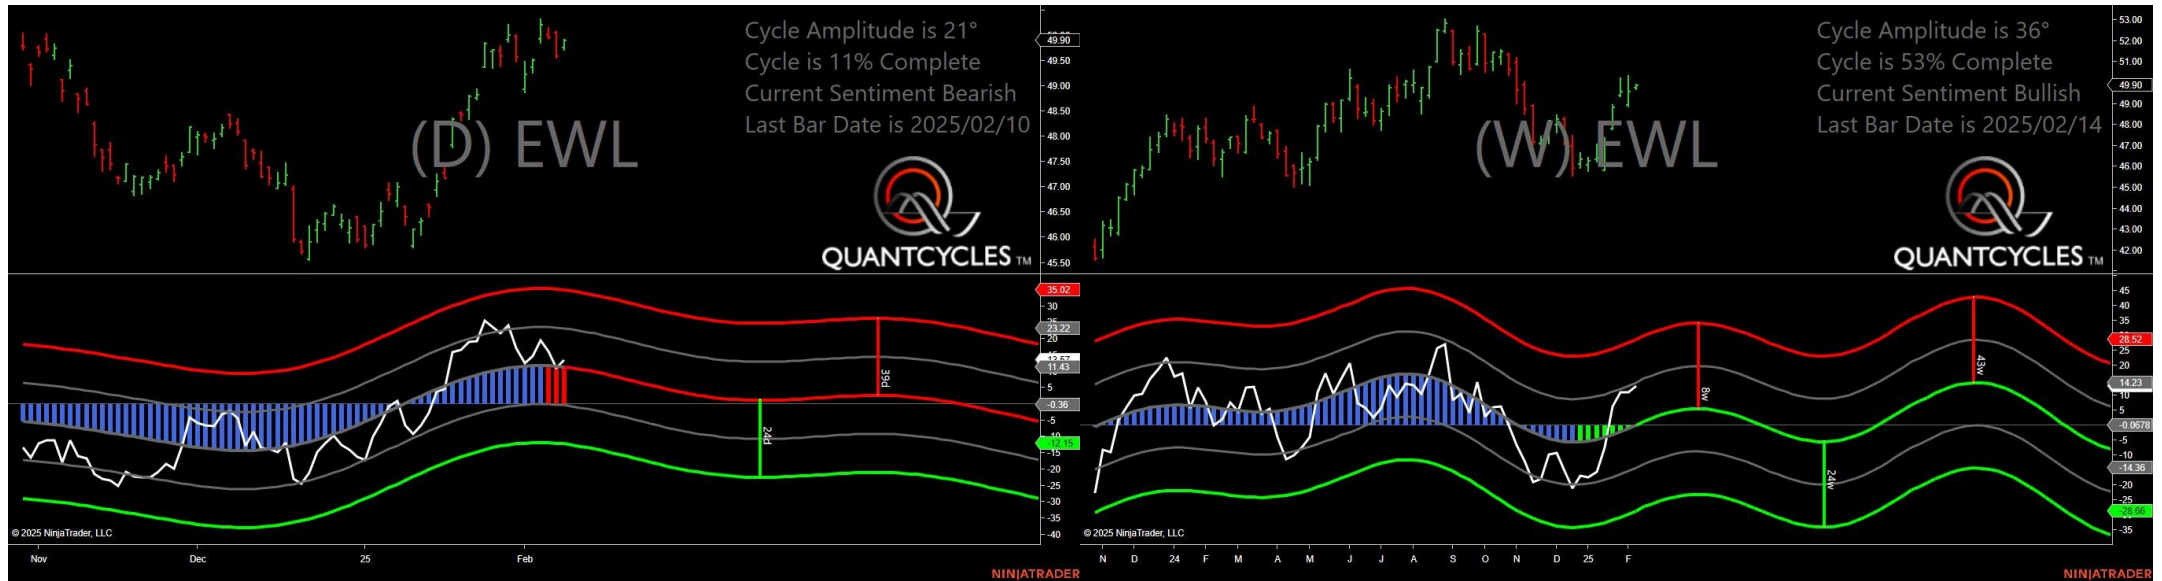 Cycle Amplitude is 21°
Cycle is 11% Complete
Current Sentiment Bearish
Last Bar Date is 2025/02/10
(D) EWL
QUANTCYCLES TM
49.90
49.50
49.00
48.50
48.00
47.50
47.00
46.50
46.00
45.50
35.02
30
23.22
20
11.43
5
-0.36
-5
-12.15
-15
-20
-25
-30
-35
-40
39d
24d
© 2025 NinjaTrader, LLC
Nov Dec 25 Feb
NINJATRADER
Cycle Amplitude is 36°
Cycle is 53% Complete
Current Sentiment Bullish
Last Bar Date is 2025/02/14
(W) EWL
QUANTCYCLES TM
53.00
52.00
51.00
49.90
49.00
48.00
47.00
46.00
45.00
44.00
43.00
42.00
45
40
35
28.52
25
20
14.23
10
5
-0.0678
-5
-10
-14.36
-20
-25
-28.66
-35
8w
24w
43w
© 2025 NinjaTrader, LLC
N D 24 F M A M J J A S O N D 25 F
NINJATRADER